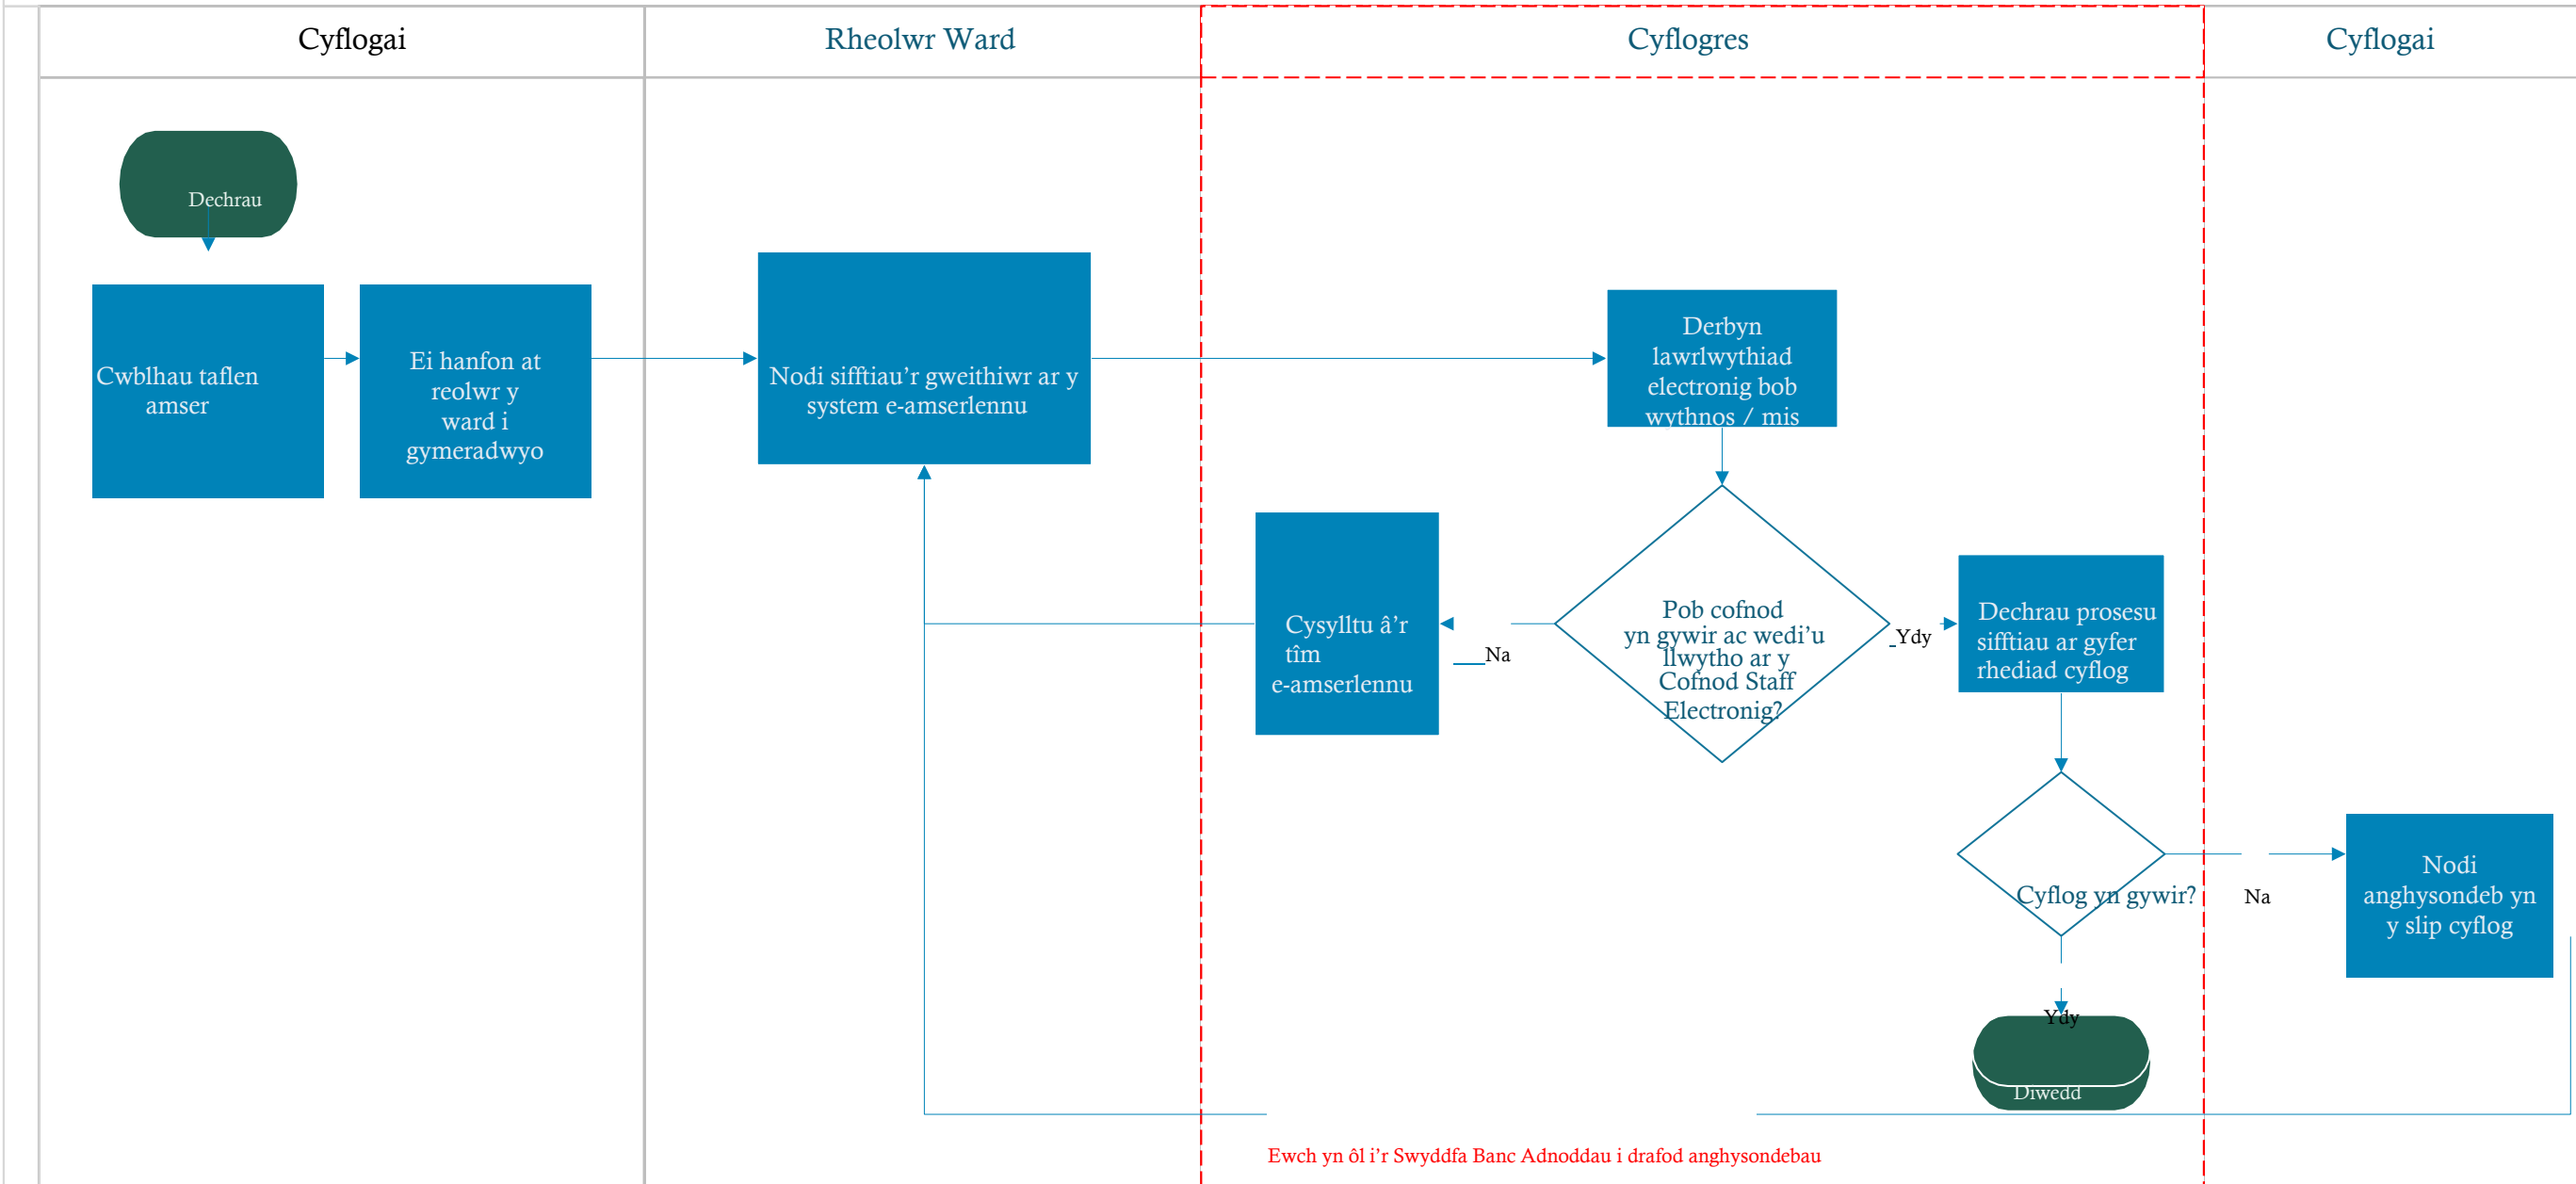 Cyflogai
Rheolwr Ward
Cyflogres
Cyflogai
Dechrau
Cwblhau taflen
amser
Ei hanfon at
reolwr y
ward i
gymeradwyo
Nodi sifftiau’r gweithiwr ar y
system e-amserlennu
Derbyn
lawrlwythiad
electronig bob
wythnos / mis
Pob cofnod
yn gywir ac wedi’u
llwytho ar y
Cofnod Staff
Electronig?
Na
Cysylltu â’r
tîm
e-amserlennu
Ydy
Dechrau prosesu
sifftiau ar gyfer
rhediad cyflog
Cyflog yn gywir?
Na
Nodi
anghysondeb yn
y slip cyflog
Ydy
Diwedd
Ewch yn ôl i’r Swyddfa Banc Adnoddau i drafod anghysondebau